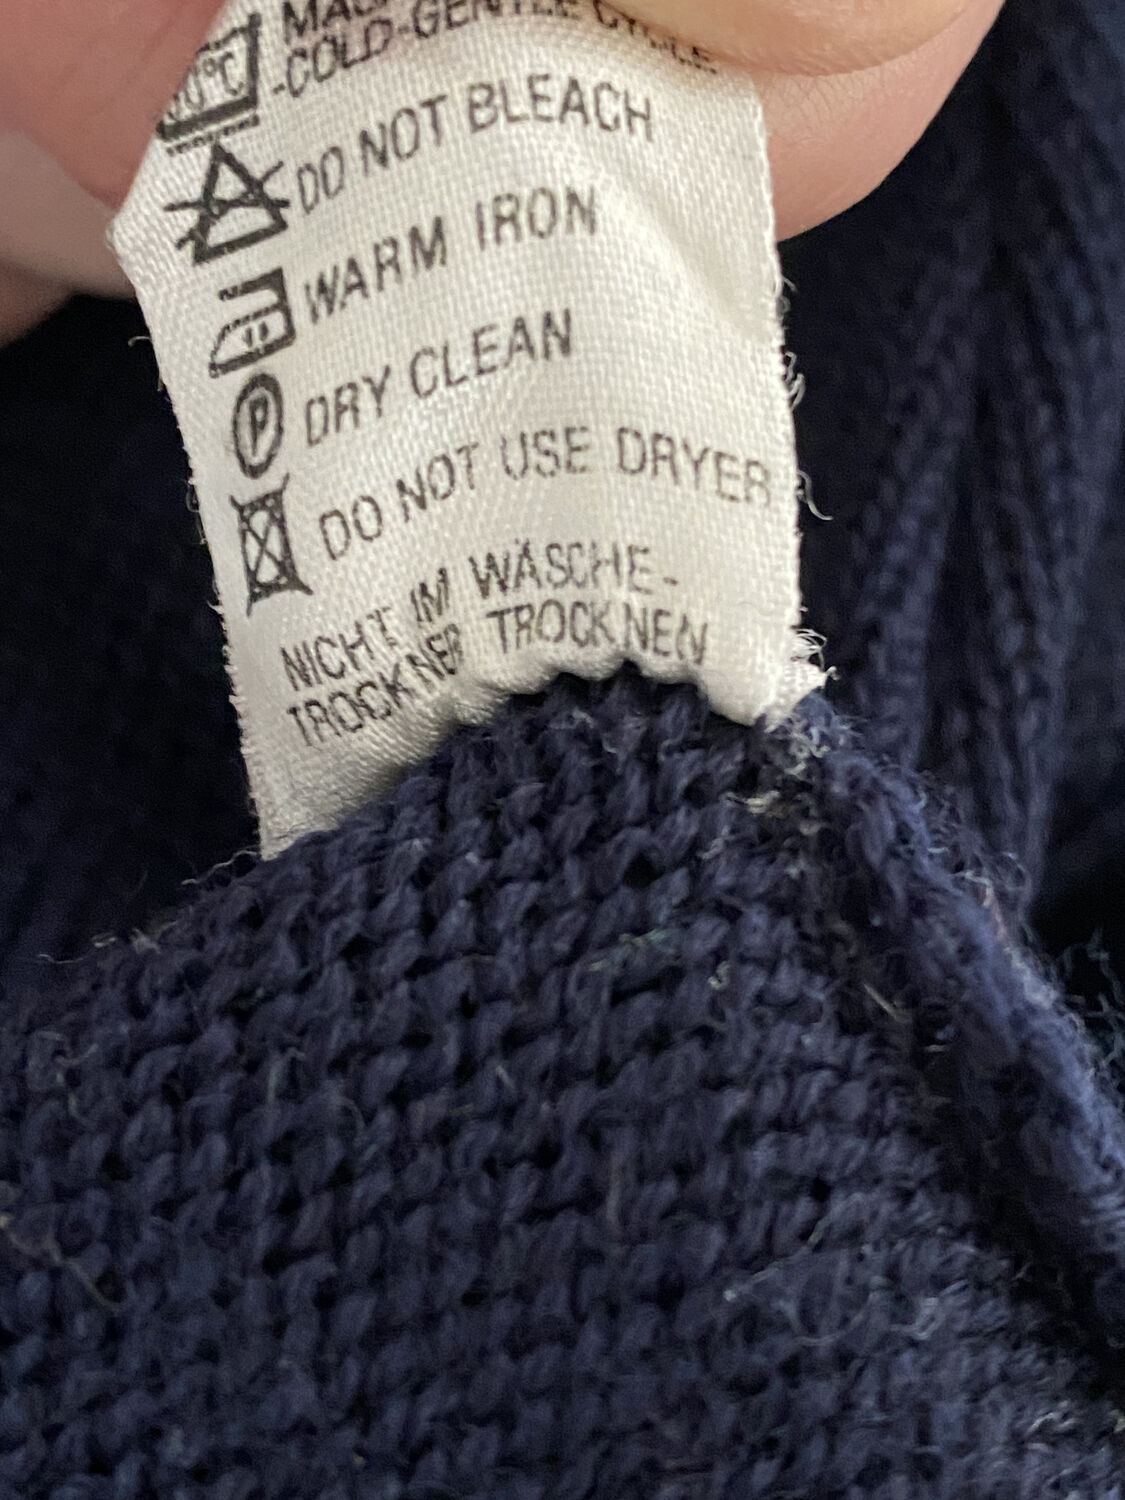 -COLD-GENTLE CYCLE
DO NOT BLEACH
WARM IRON
P
DRY CLEAN
DO NOT USE DRYER
NICHT IM WÄSCHE-
TROCKNER TROCKNEN